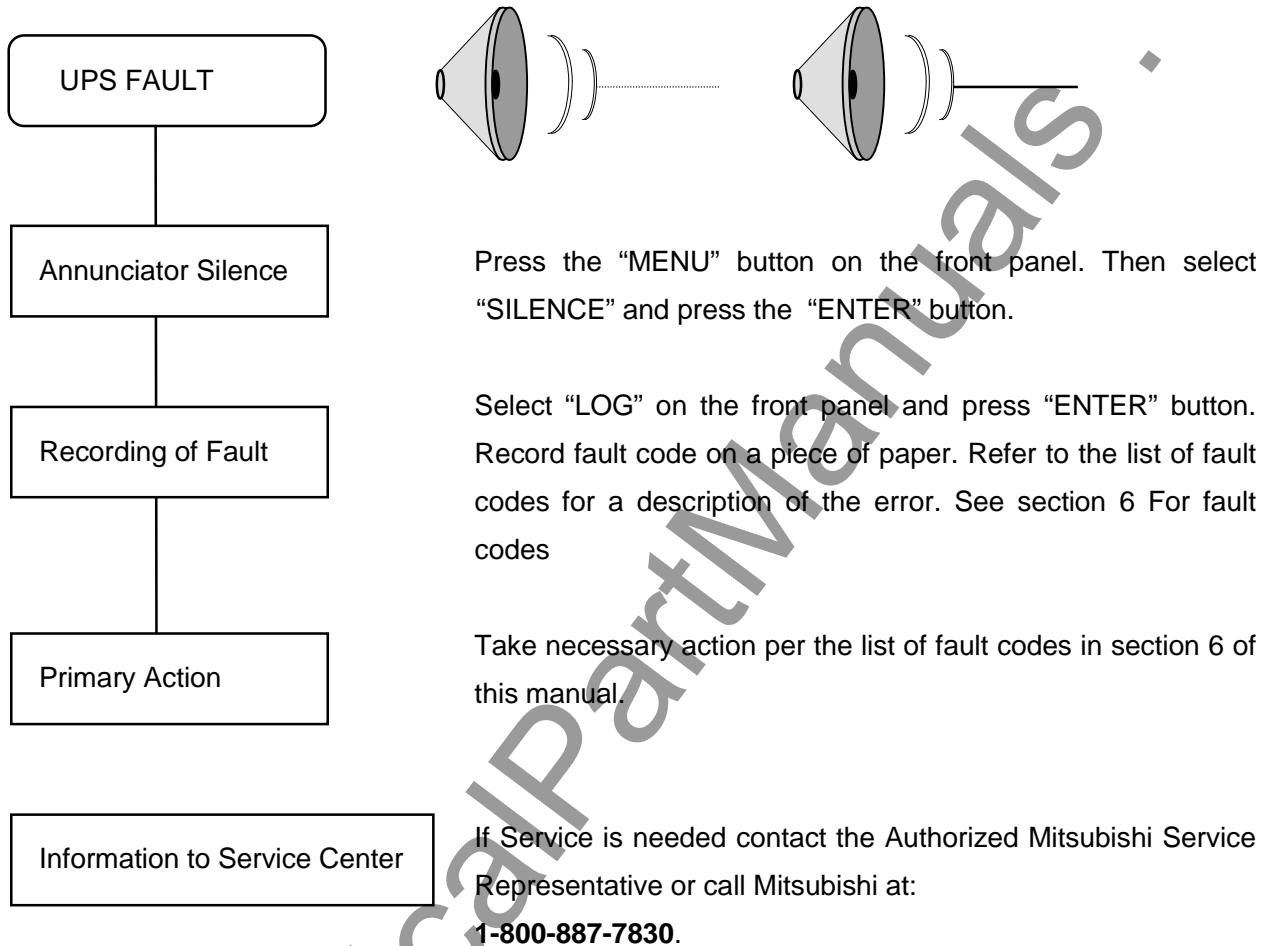 UPS FAULT
Annunciator Silence
Press the “MENU” button on the front panel. Then select
“SILENCE” and press the “ENTER” button.
Recording of Fault
Select “LOG” on the front panel and press “ENTER” button.
Record fault code on a piece of paper. Refer to the list of fault
codes for a description of the error. See section 6 For fault
codes
Primary Action
Take necessary action per the list of fault codes in section 6 of
this manual.
Information to Service Center
If Service is needed contact the Authorized Mitsubishi Service
Representative or call Mitsubishi at:
1-800-887-7830.
calPartManuals .